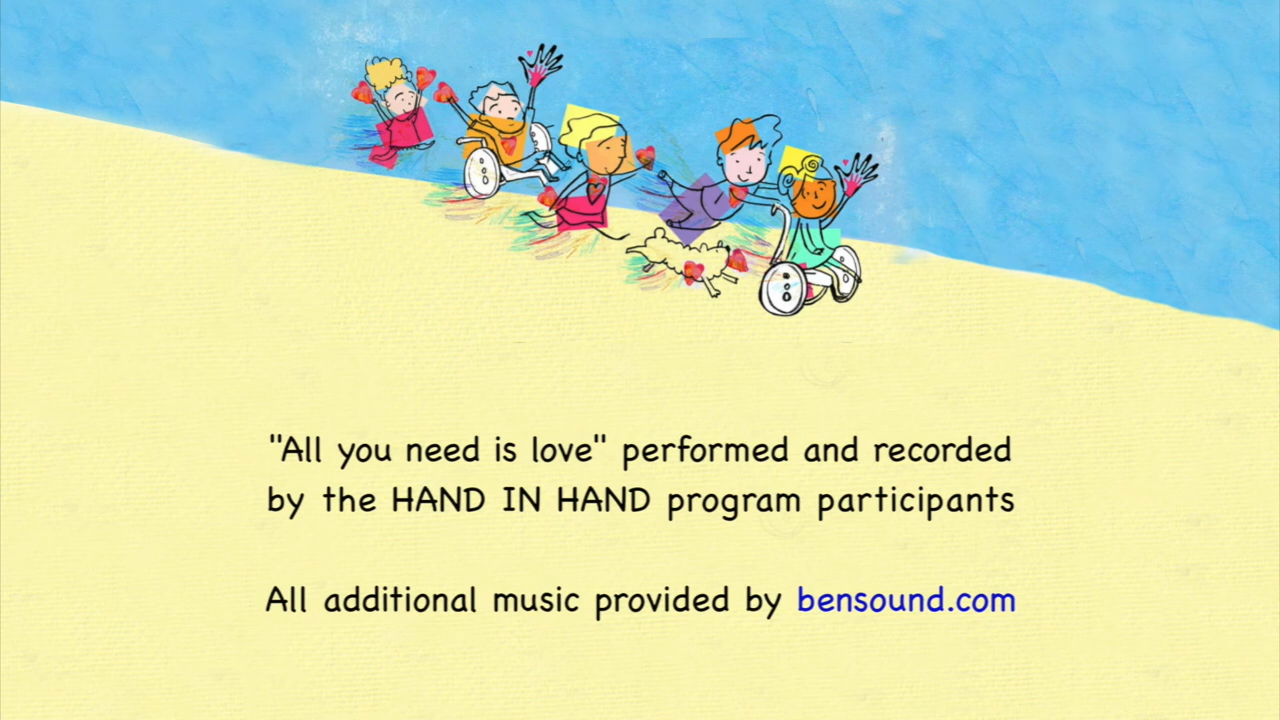 "All you need is love" performed and recorded
by the HAND IN HAND program participants
All additional music provided by bensound.com